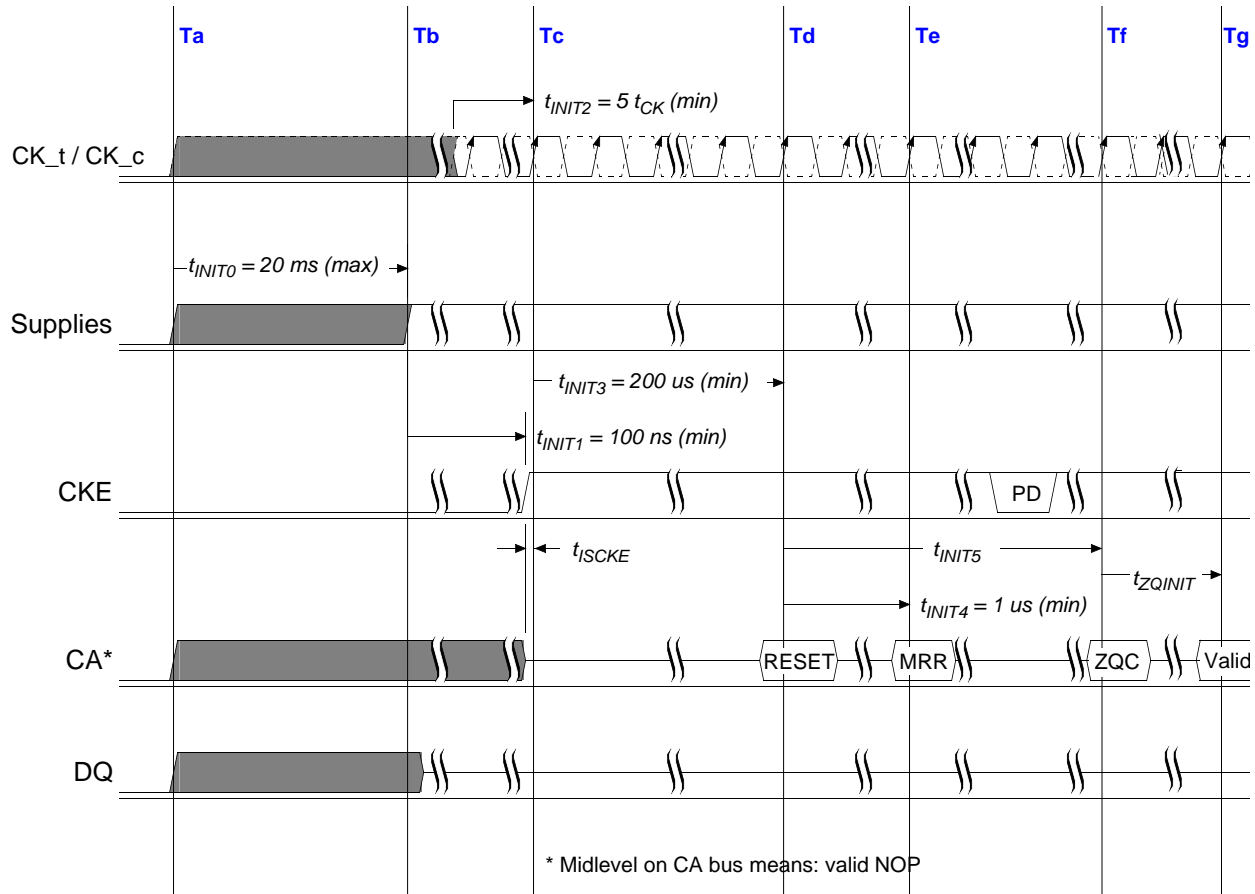 Ta Tb Tc Td Te Tf Tg
tINIT2 = 5 tCK (min)
CK_t / CK_c
tINIT0 = 20 ms (max)
Supplies
tINIT3 = 200 us (min)
tINIT1 = 100 ns (min)
CKE
PD
tISCKE
tINIT5
tZQINIT
tINIT4 = 1 us (min)
CA*
RESET MRR ZQC Valid
DQ
* Midlevel on CA bus means: valid NOP